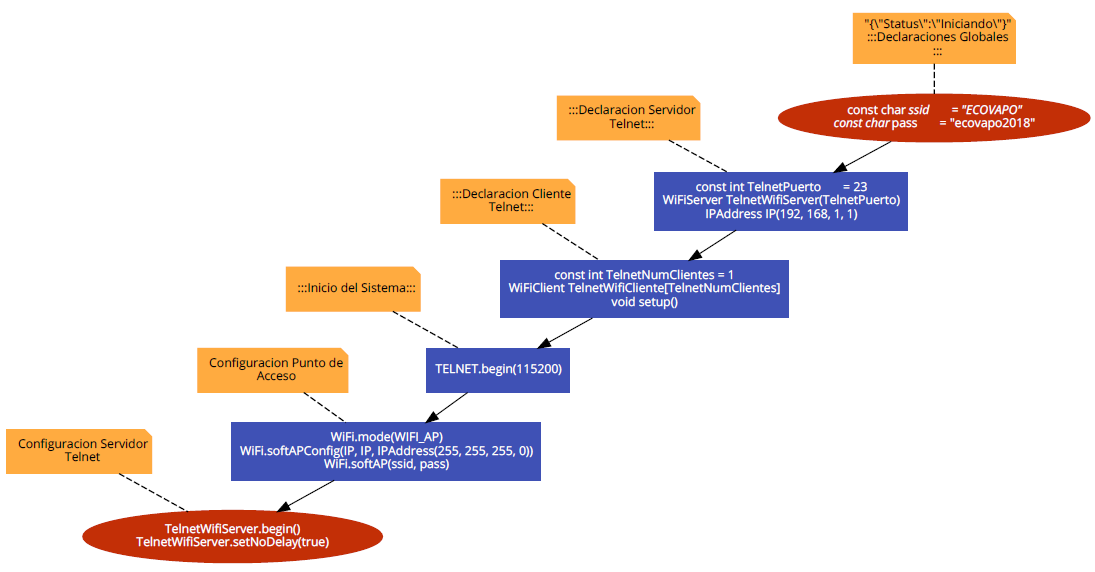 "{\"Status\":\"Iniciando\"}"
:::Declaraciones Globales
:::
const char ssid = "ECOVAPO"
const char pass = "ecovapo2018"
:::Declaracion Servidor
Telnet:::
const int TelnetPuerto = 23
WiFiServer TelnetWifiServer(TelnetPuerto)
IPAddress IP(192, 168, 1, 1)
:::Declaracion Cliente
Telnet:::
const int TelnetNumClientes = 1
WiFiClient TelnetWifiCliente[TelnetNumClientes]
void setup()
:::Inicio del Sistema:::
TELNET.begin(115200)
Configuracion Punto de
Acceso
WiFi.mode(WIFI_AP)
WiFi.softAPConfig(IP, IP, IPAddress(255, 255, 255, 0))
WiFi.softAP(ssid, pass)
Configuracion Servidor
Telnet
TelnetWifiServer.begin()
TelnetWifiServer.setNoDelay(true)